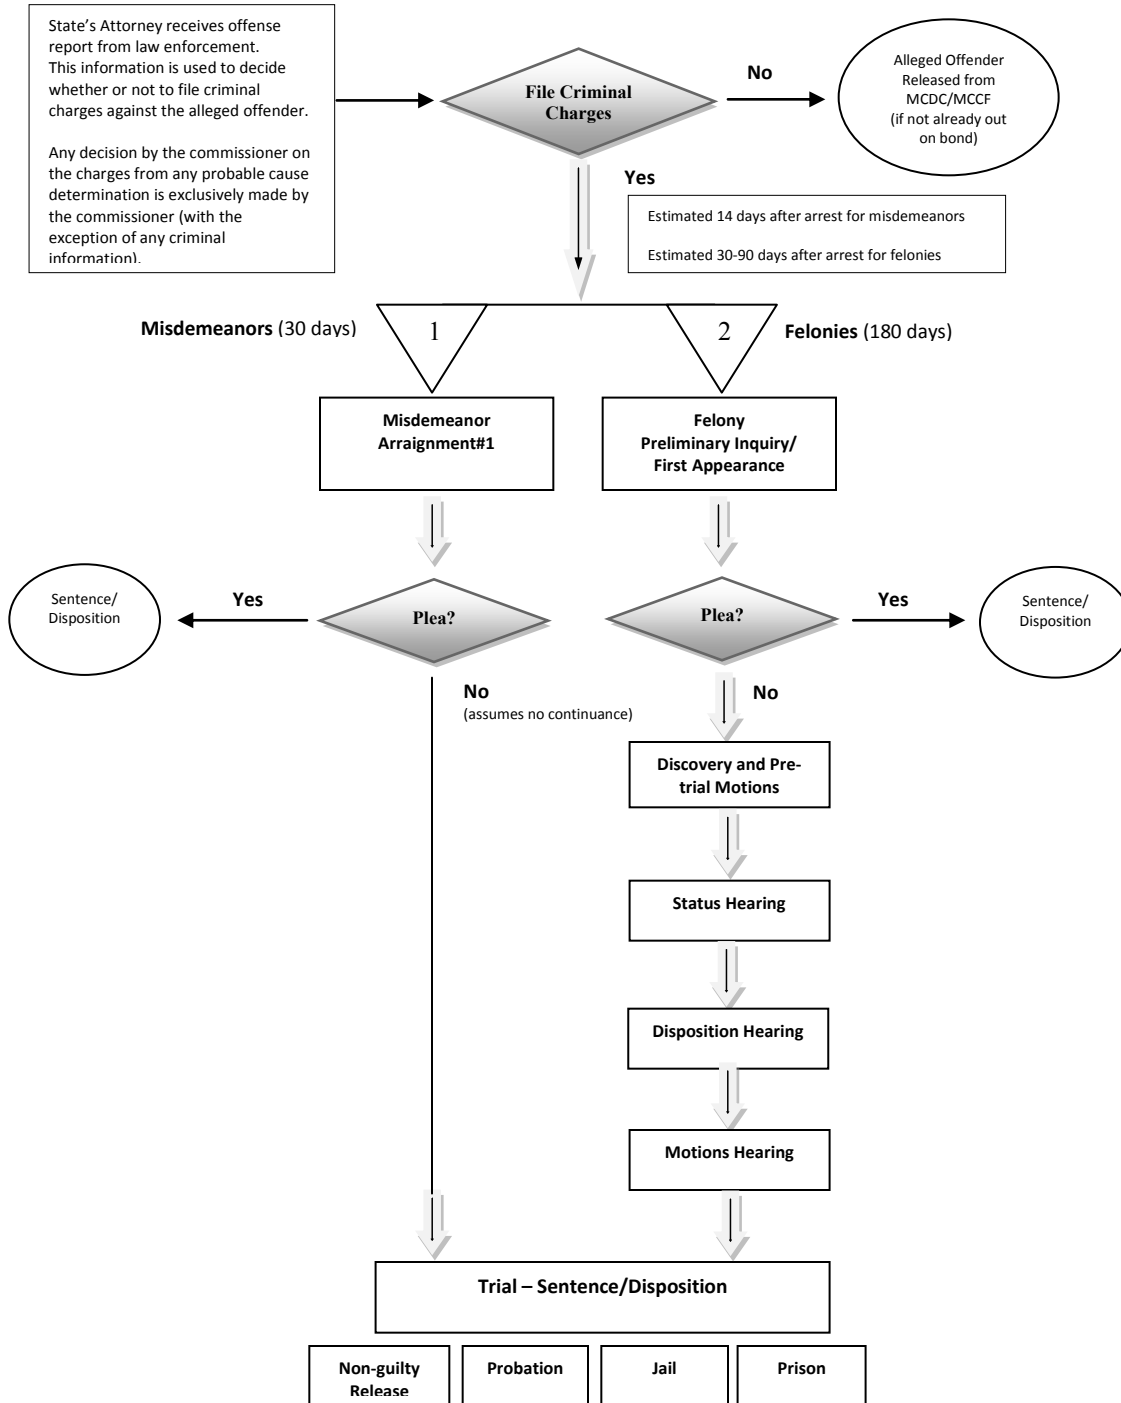 State’s Attorney receives offense
report from law enforcement.
This information is used to decide
whether or not to file criminal
charges against the alleged offender.
Any decision by the commissioner on
the charges from any probable cause
determination is exclusively made by
the commissioner (with the
exception of any criminal
information).
File Criminal
Charges
No
Alleged Offender
Released from
MCDC/MCCF
(if not already out
on bond)
Yes
Estimated 14 days after arrest for misdemeanors
Estimated 30-90 days after arrest for felonies
Misdemeanors (30 days)
1
2
Felonies (180 days)
Misdemeanor
Arraignment#1
Felony
Preliminary Inquiry/
First Appearance
Sentence/
Disposition
Yes
Plea?
Plea?
Yes
Sentence/
Disposition
No
(assumes no continuance)
No
Discovery and Pre-
trial Motions
Status Hearing
Disposition Hearing
Motions Hearing
Trial – Sentence/Disposition
Non-guilty
Release
Probation
Jail
Prison